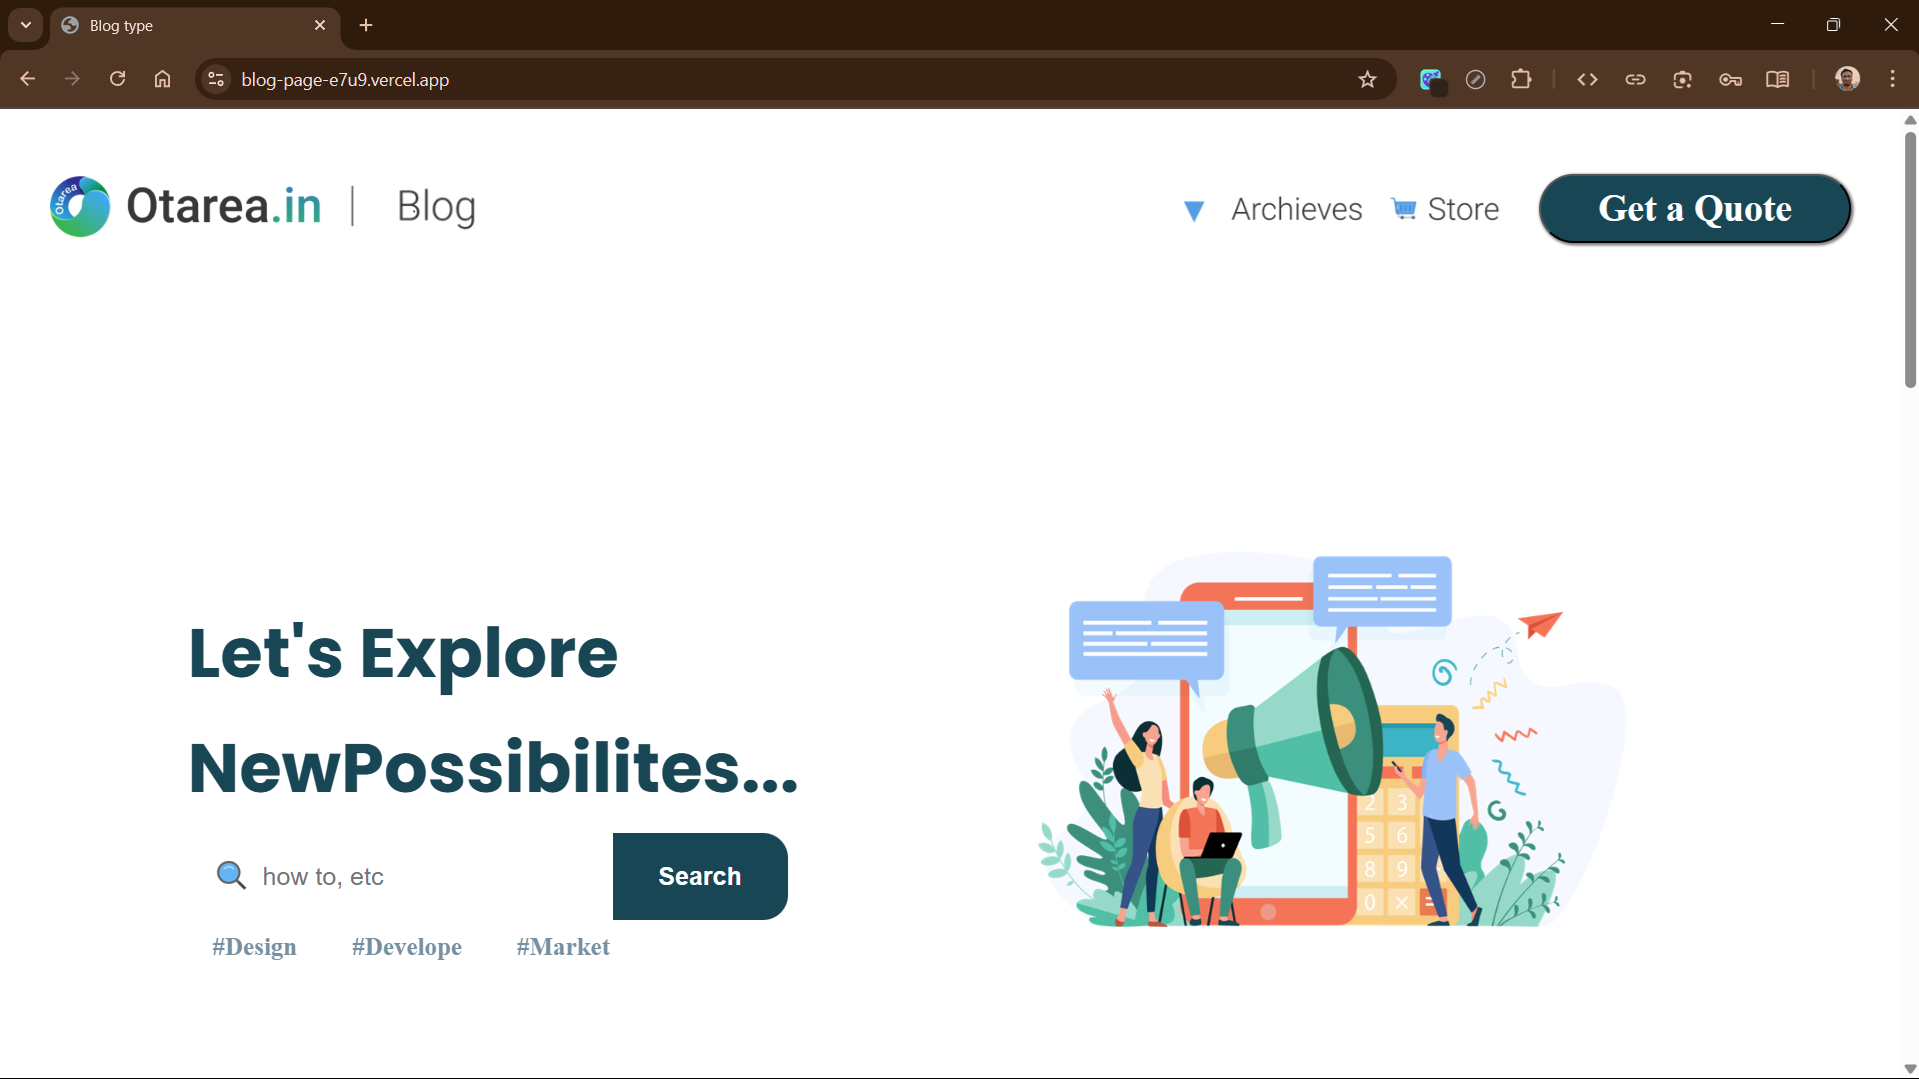 Blog type
blog-page-e7u9.vercel.app
Otarea
Otarea.in | Blog
▼ Archieves Store
Get a Quote
Let's Explore
NewPossibilites...
how to, etc
Search
#Design #Develope #Market
2 3
5 6
8 9
0 × =